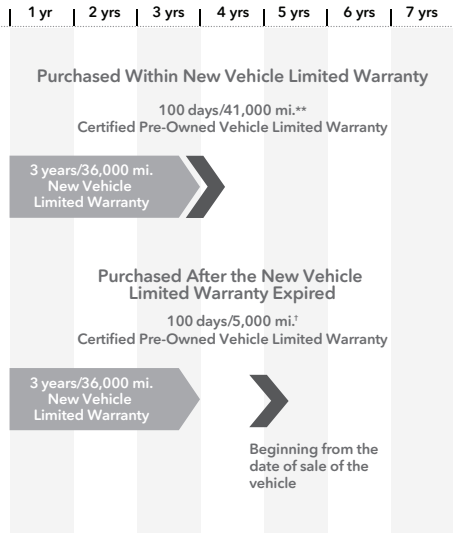 1 yr 2 yrs 3 yrs 4 yrs 5 yrs 6 yrs 7 yrs
Purchased Within New Vehicle Limited Warranty
100 days/41,000 mi.**
Certified Pre-Owned Vehicle Limited Warranty
3 years/36,000 mi.
New Vehicle
Limited Warranty
Purchased After the New Vehicle
Limited Warranty Expired
100 days/5,000 mi.†
Certified Pre-Owned Vehicle Limited Warranty
3 years/36,000 mi.
New Vehicle
Limited Warranty
Beginning from the
date of sale of the
vehicle